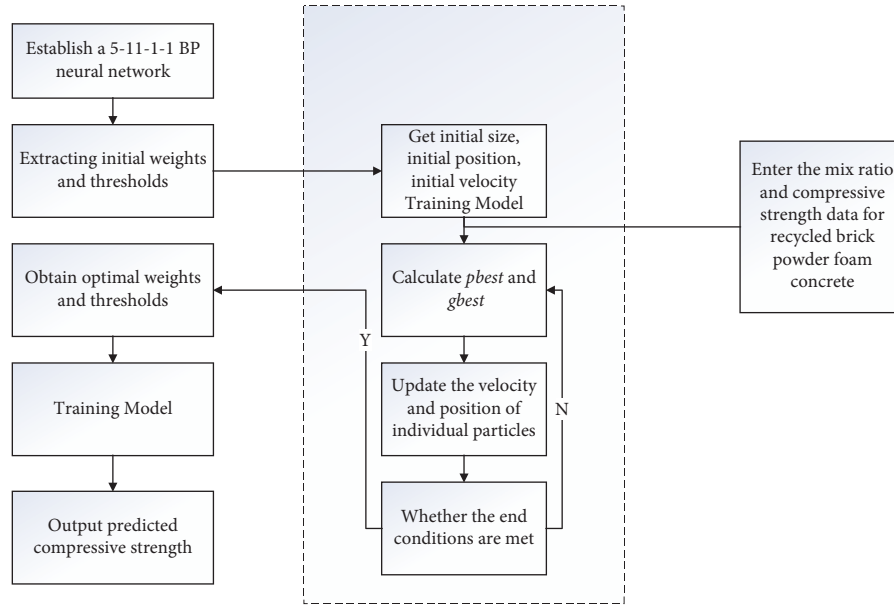 Establish a 5-11-1-1 BP
neural network
Extracting initial weights
and thresholds
Obtain optimal weights
and thresholds
Training Model
Output predicted
compressive strength
Get initial size,
initial position,
initial velocity
Training Model
Calculate pbest and
gbest
Update the velocity
and position of
individual particles
Whether the end
conditions are met
Y
N
Enter the mix ratio
and compressive
strength data for
recycled brick
powder foam
concrete